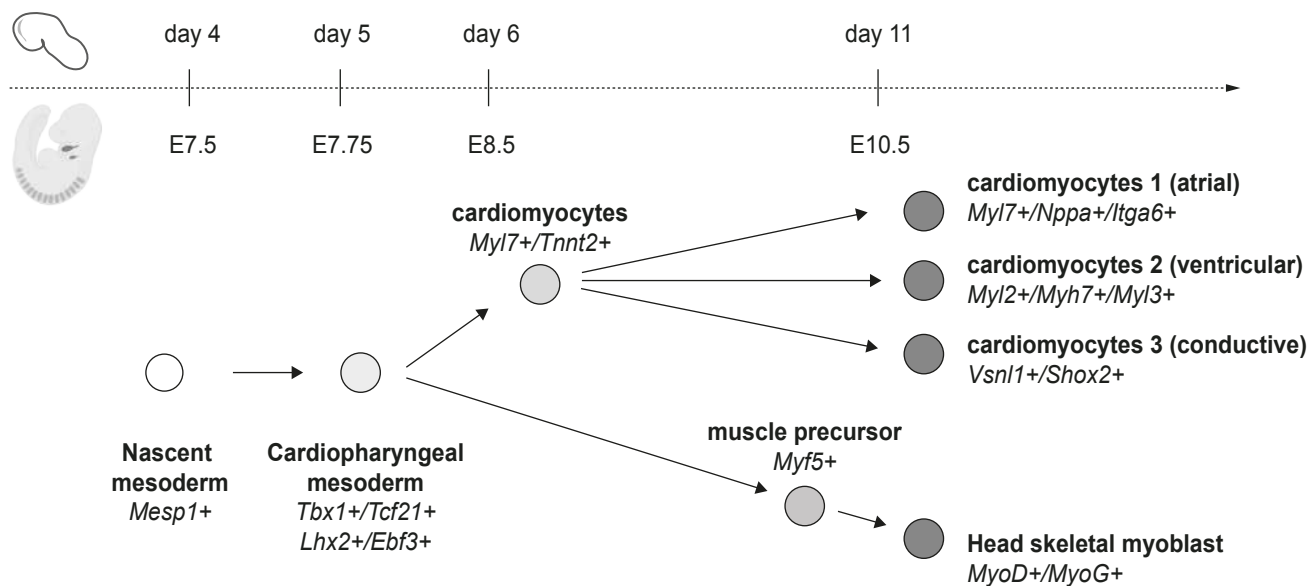 day 4
day 5
day 6
day 11
E7.5
E7.75
E8.5
E10.5
cardiomyocytes
Myl7+/Tnnt2+
cardiomyocytes 1 (atrial)
Myl7+/Nppa+/Itga6+
cardiomyocytes 2 (ventricular)
Myl2+/Myh7+/Myl3+
cardiomyocytes 3 (conductive)
Vsnl1+/Shox2+
Nascent
mesoderm
Mesp1+
Cardiopharyngeal
mesoderm
Tbx1+/Tcf21+
Lhx2+/Ebf3+
muscle precursor
Myf5+
Head skeletal myoblast
MyoD+/MyoG+